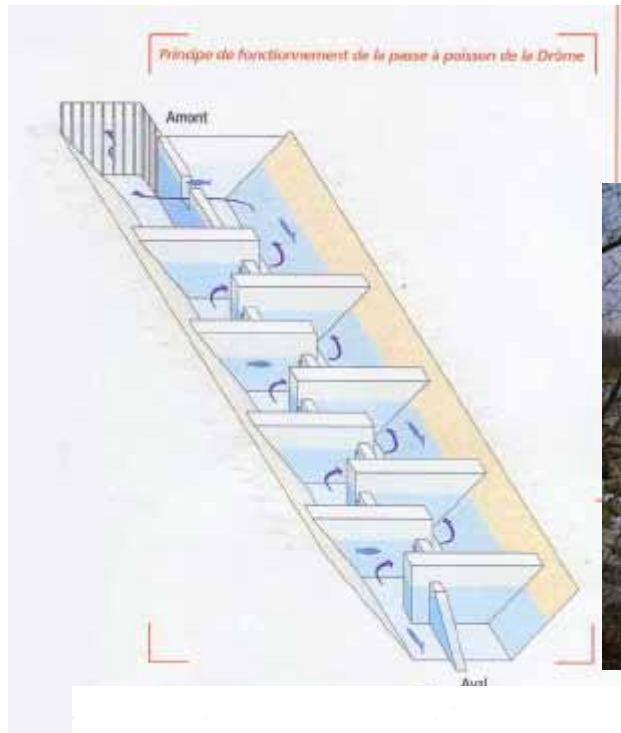 Principe de fonctionnement de la passe à poisson de la Drôme
Amont
Aval